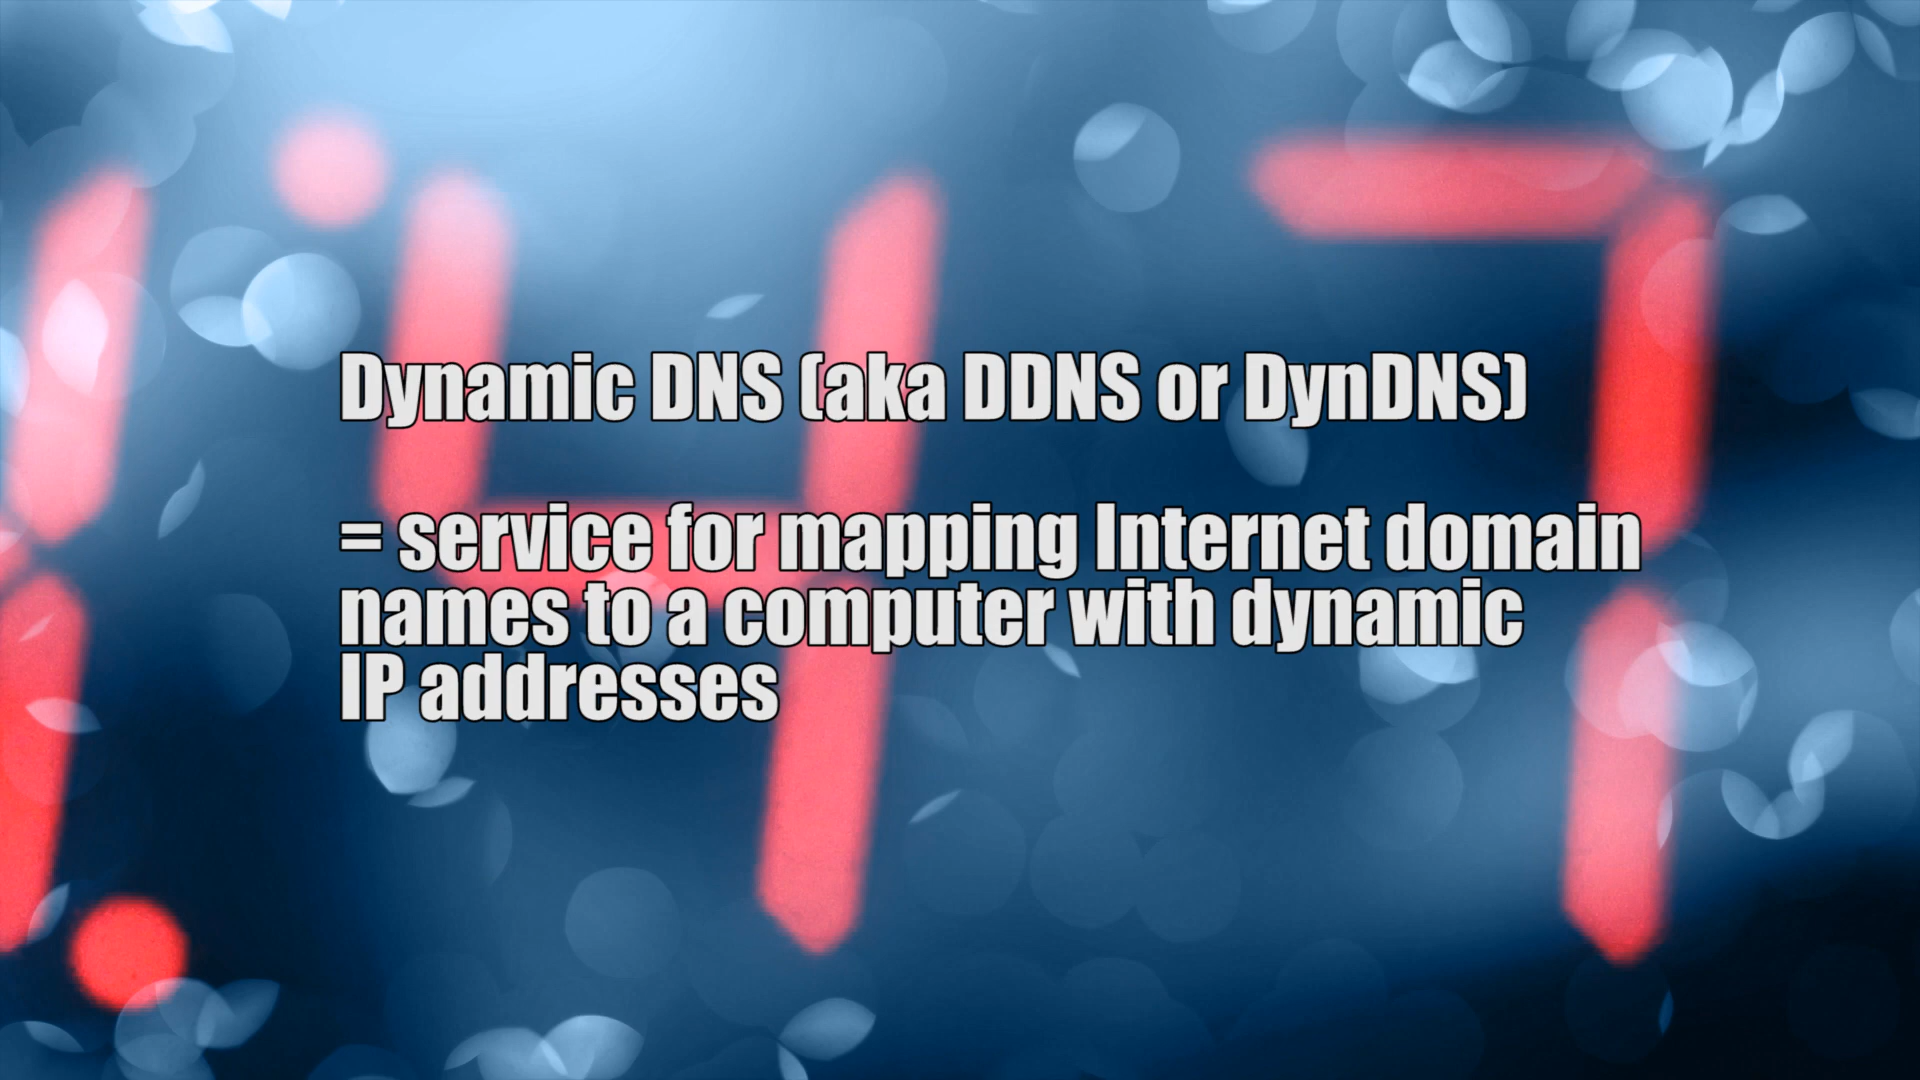 Dynamic DNS (aka DDNS or DynDNS)
= service for mapping Internet domain
names to a computer with dynamic
IP addresses